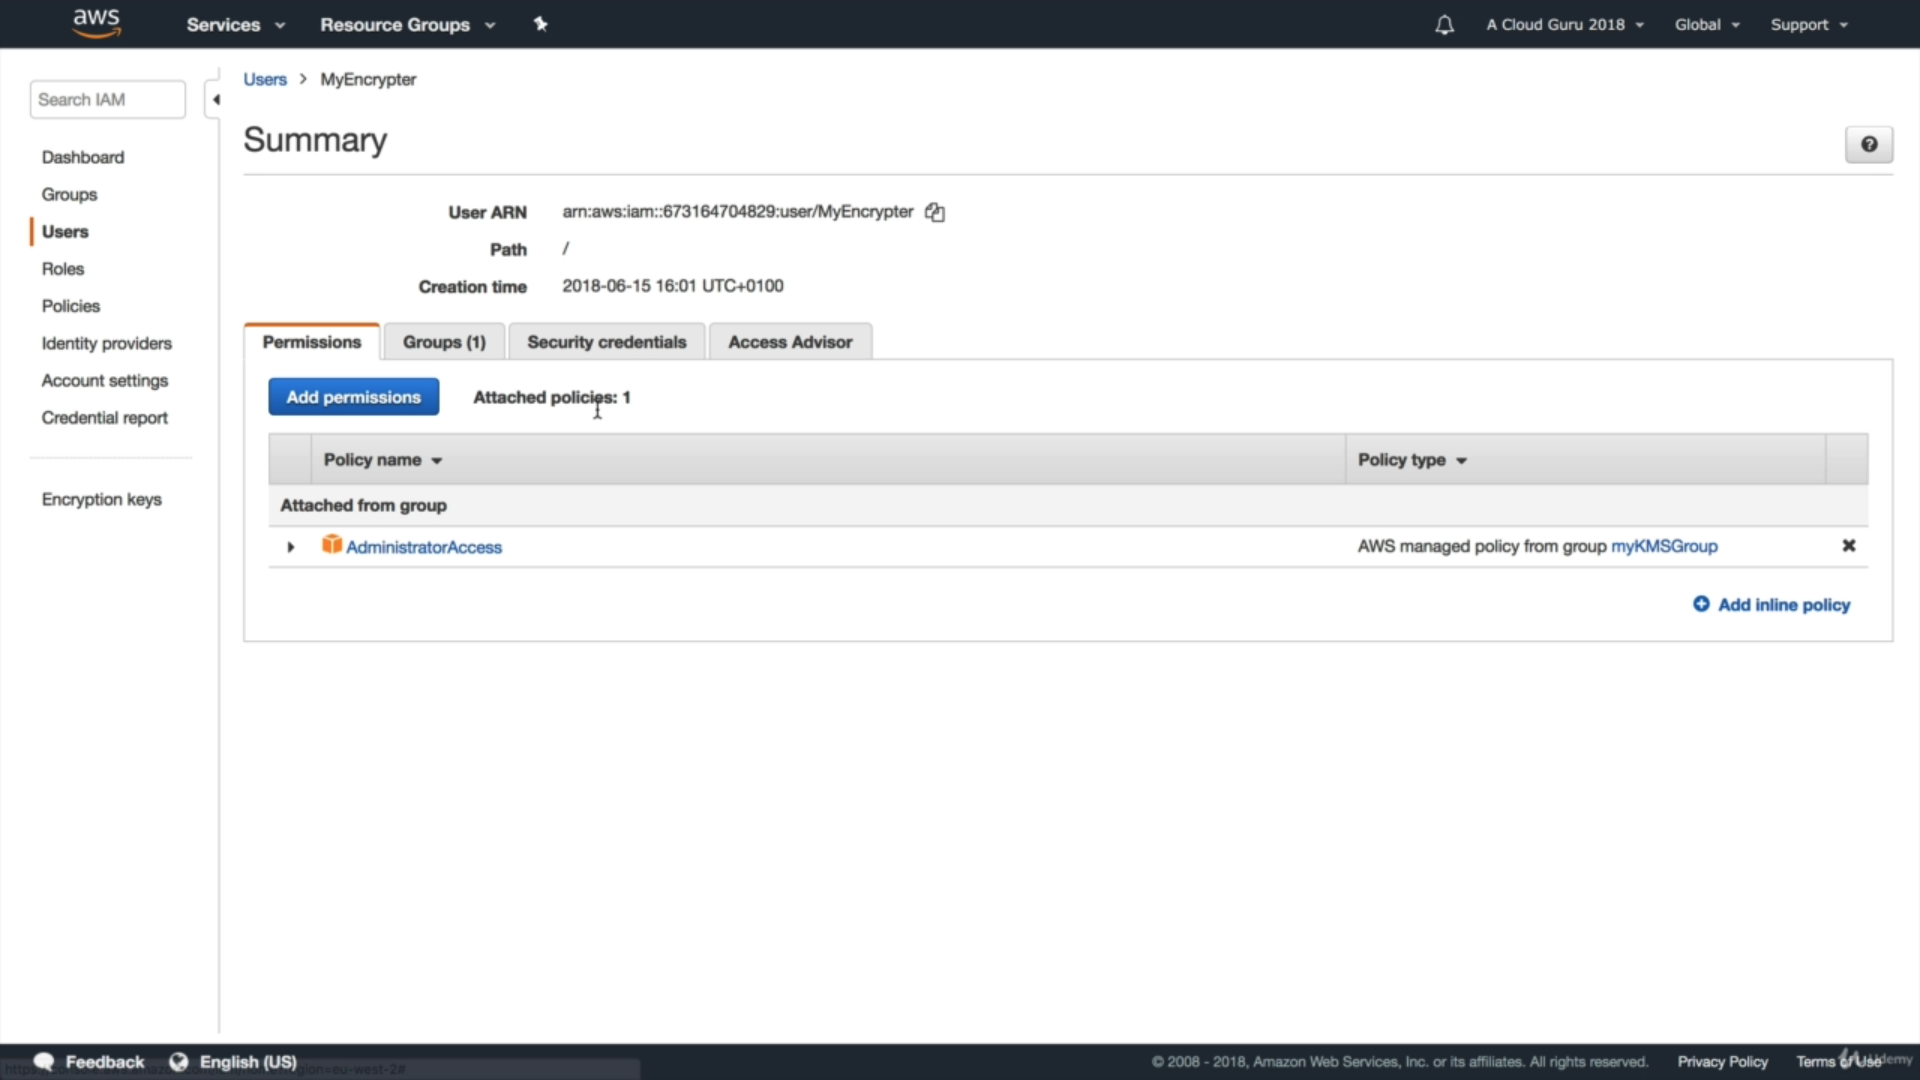 aws Services Resource Groups A Cloud Guru 2018 Global Support
Search IAM
Dashboard
Groups
Users
Roles
Policies
Identity providers
Account settings
Credential report
Encryption keys
Users > MyEncrypter
Summary
User ARN arn:aws:iam::673164704829:user/MyEncrypter
Path /
Creation time 2018-06-15 16:01 UTC+0100
Permissions Groups (1) Security credentials Access Advisor
Add permissions Attached policies: 1
Policy name Policy type
Attached from group
AdministratorAccess AWS managed policy from group myKMSGroup
Add inline policy
Feedback English (US) © 2008 - 2018, Amazon Web Services, Inc. or its affiliates. All rights reserved. Privacy Policy Terms of Use